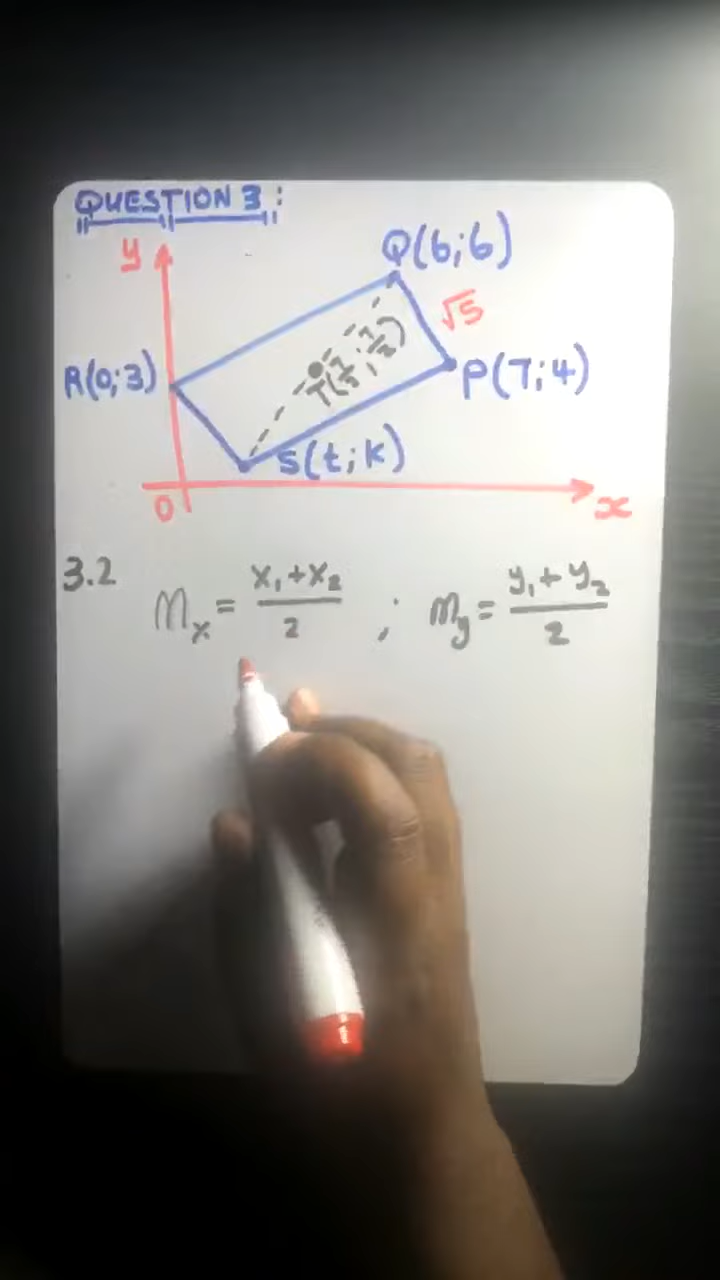 QUESTION 3:
y
Q(6;6)
√5
T(7/2;7/2)
R(0;3)
P(7;4)
S(t;k)
0
x
3.2 Mx = x₁+x₂/2 ; My = y₁+y₂/2